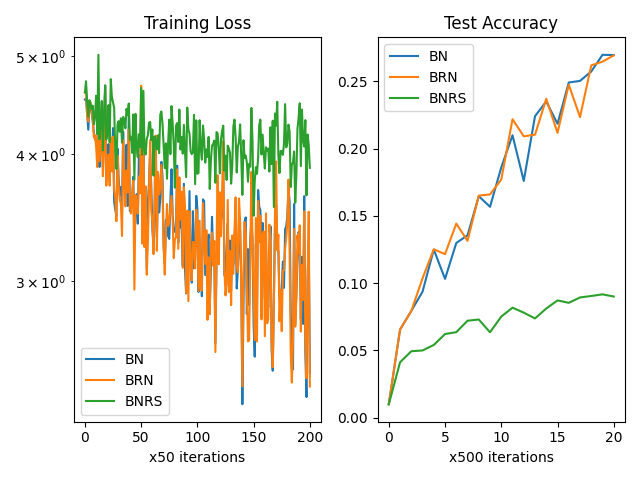 Training Loss
5 × 10⁰
4 × 10⁰
3 × 10⁰
BN
BRN
BNRS
0
50
100
150
200
x50 iterations
Test Accuracy
BN
BRN
BNRS
0.25
0.20
0.15
0.10
0.05
0.00
0
5
10
15
20
x500 iterations